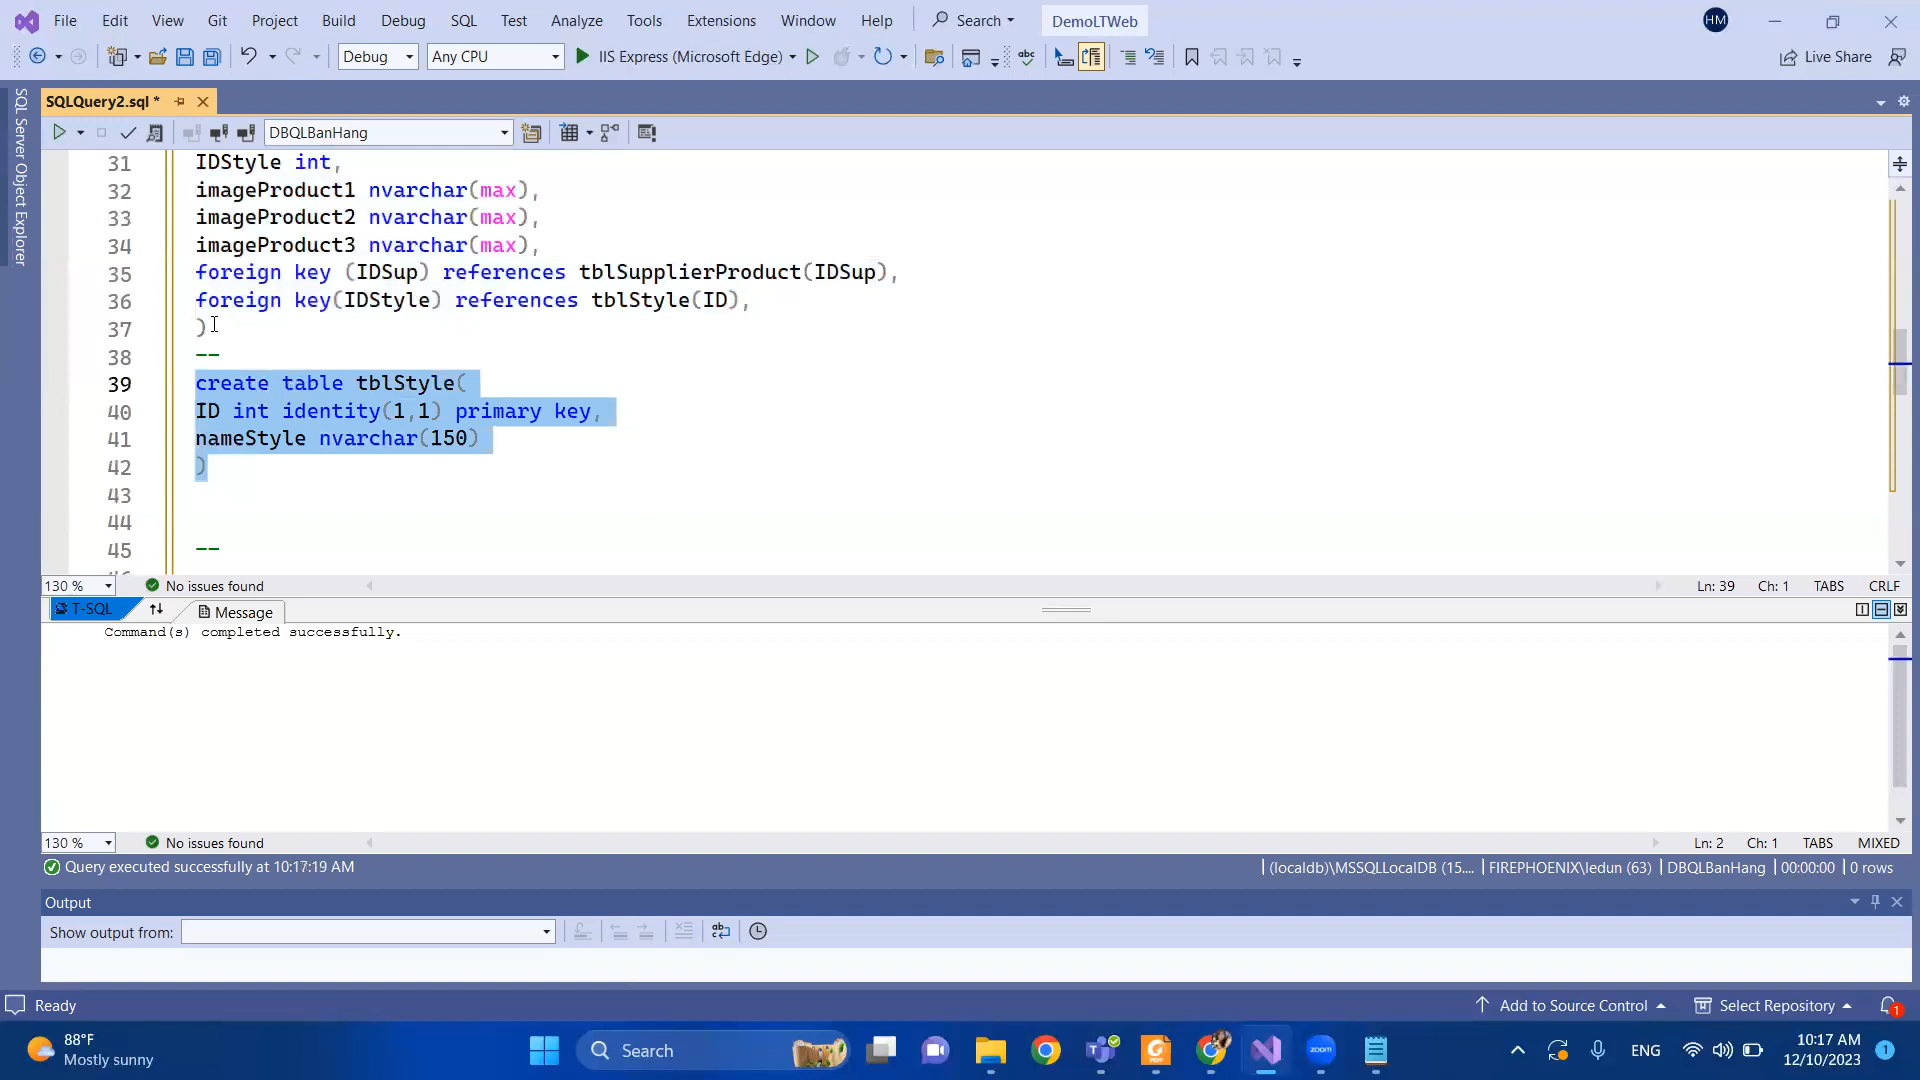 File Edit View Git Project Build Debug SQL Test Analyze Tools Extensions Window Help Search DemoLTWeb HM
Debug Any CPU IIS Express (Microsoft Edge) Live Share
SQL Server Object Explorer
SQLQuery2.sql *
DBQLBanHang
31 IDStyle int,
32 imageProduct1 nvarchar(max),
33 imageProduct2 nvarchar(max),
34 imageProduct3 nvarchar(max),
35 foreign key (IDSup) references tblSupplierProduct(IDSup),
36 foreign key(IDStyle) references tblStyle(ID),
37 )
38 --
39 create table tblStyle(
40 ID int identity(1,1) primary key,
41 nameStyle nvarchar(150)
42 )
43
44
45 --
130 % No issues found Ln: 39 Ch: 1 TABS CRLF
T-SQL Message
Command(s) completed successfully.
130 % No issues found Ln: 2 Ch: 1 TABS MIXED
Query executed successfully at 10:17:19 AM (localdb)\MSSQLLocalDB (15.... FIREPHOENIX\ledun (63) DBQLBanHang 00:00:00 0 rows
Output
Show output from:
Ready Add to Source Control Select Repository 1
88°F
Mostly sunny
Search
zoom
ENG
10:17 AM
12/10/2023
1